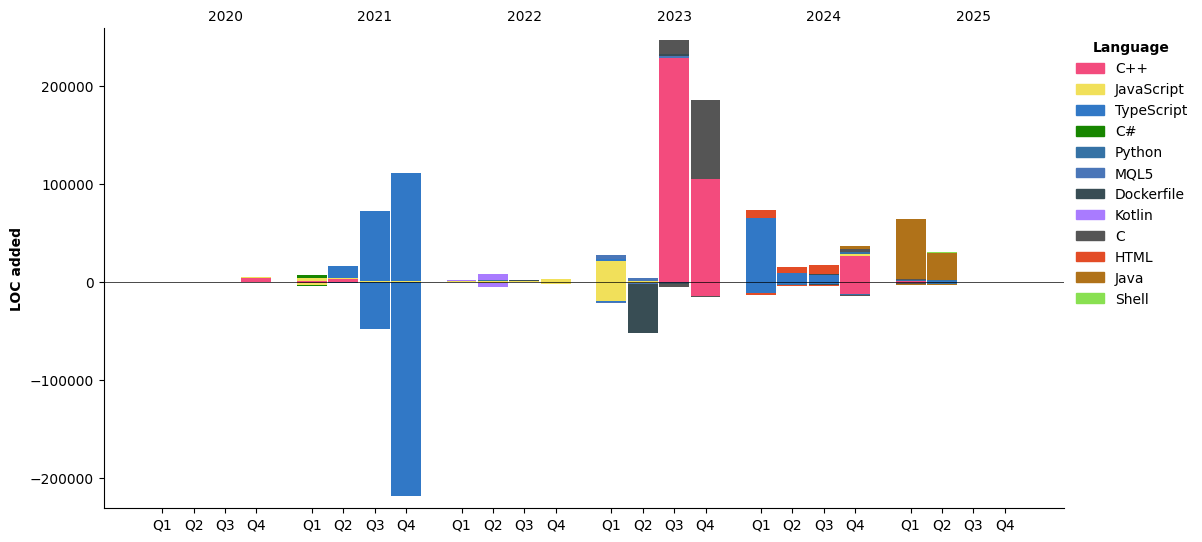 2020 2021 2022 2023 2024 2025
LOC added
200000
100000
0
−100000
−200000
Q1 Q2 Q3 Q4 Q1 Q2 Q3 Q4 Q1 Q2 Q3 Q4 Q1 Q2 Q3 Q4 Q1 Q2 Q3 Q4 Q1 Q2 Q3 Q4
Language
C++
JavaScript
TypeScript
C#
Python
MQL5
Dockerfile
Kotlin
C
HTML
Java
Shell